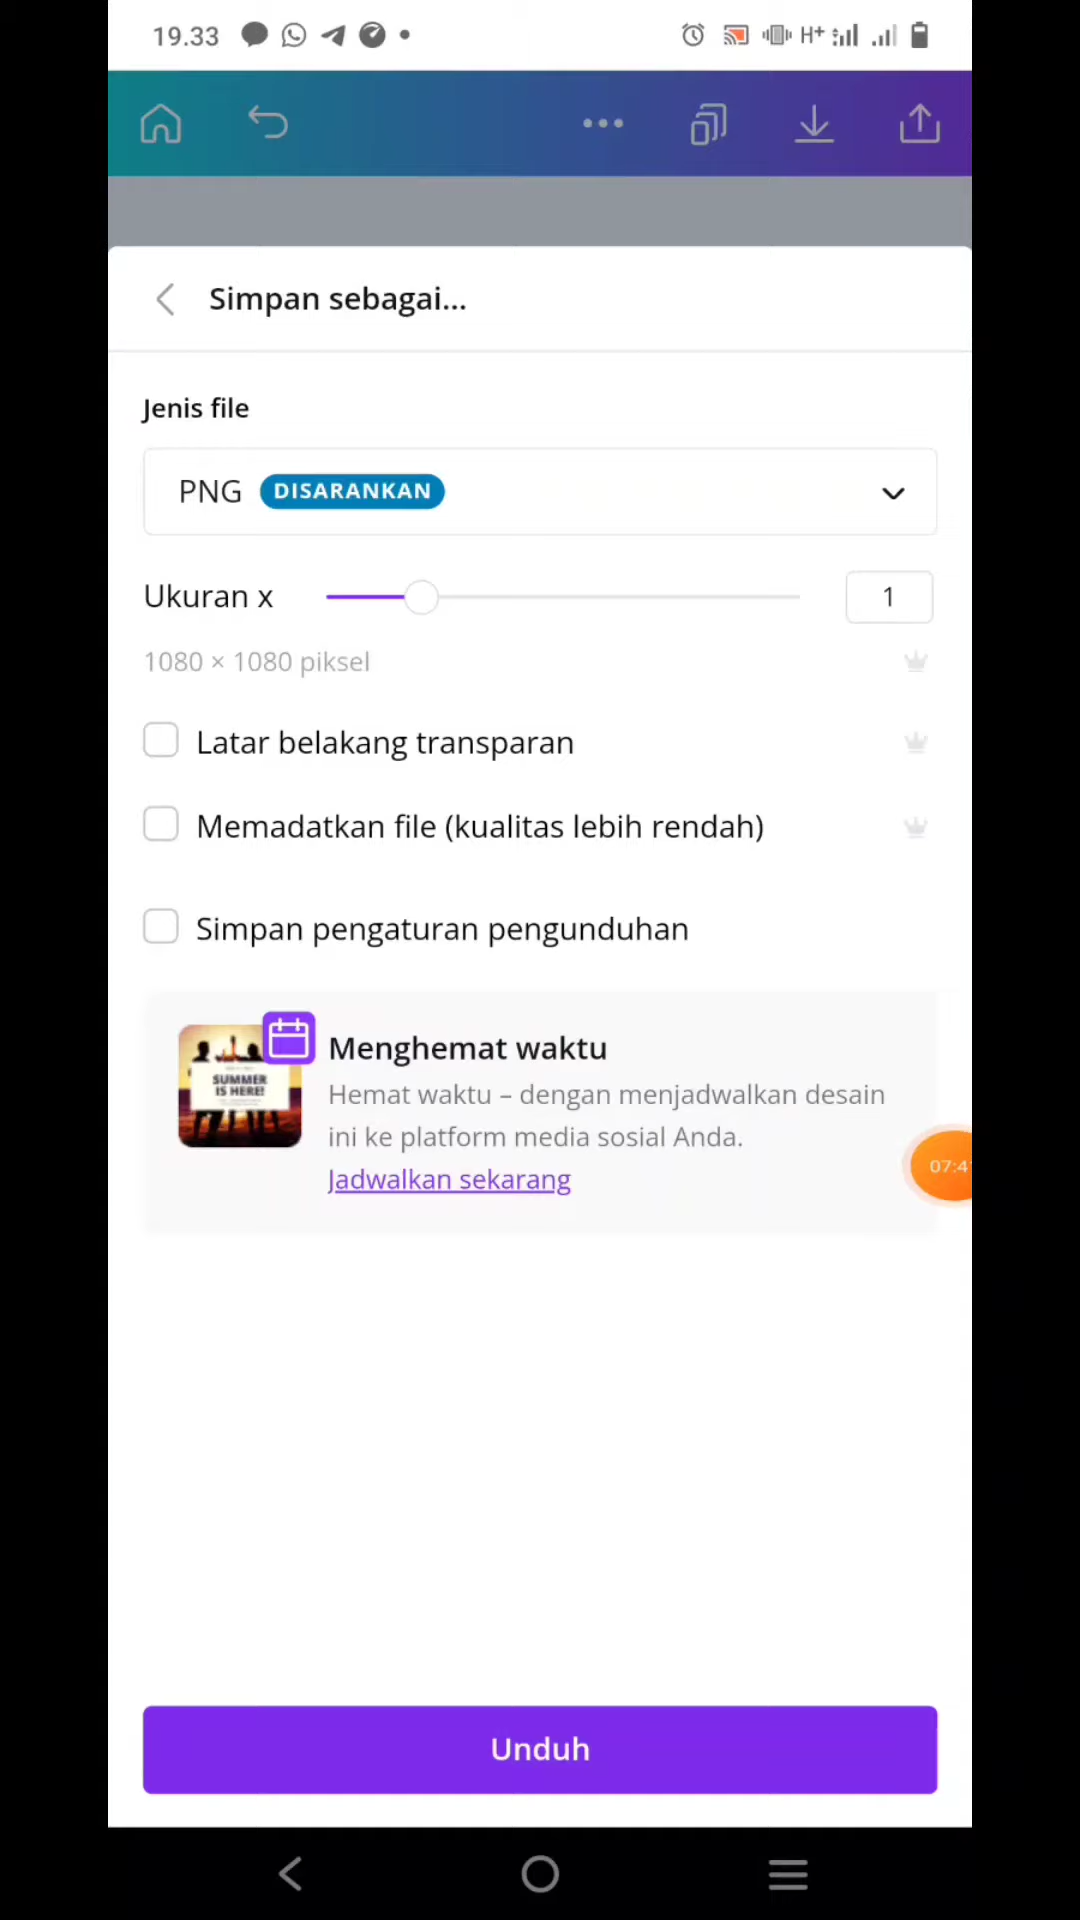 19.33
H+
Simpan sebagai...
Jenis file
PNG DISARANKAN
Ukuran x
1
1080 × 1080 piksel
Latar belakang transparan
Memadatkan file (kualitas lebih rendah)
Simpan pengaturan pengunduhan
SUMMER
IS HERE!
Menghemat waktu
Hemat waktu – dengan menjadwalkan desain
ini ke platform media sosial Anda.
Jadwalkan sekarang
07:4
Unduh